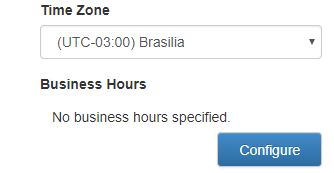 Time Zone
(UTC-03:00) Brasilia
Business Hours
No business hours specified.
Configure